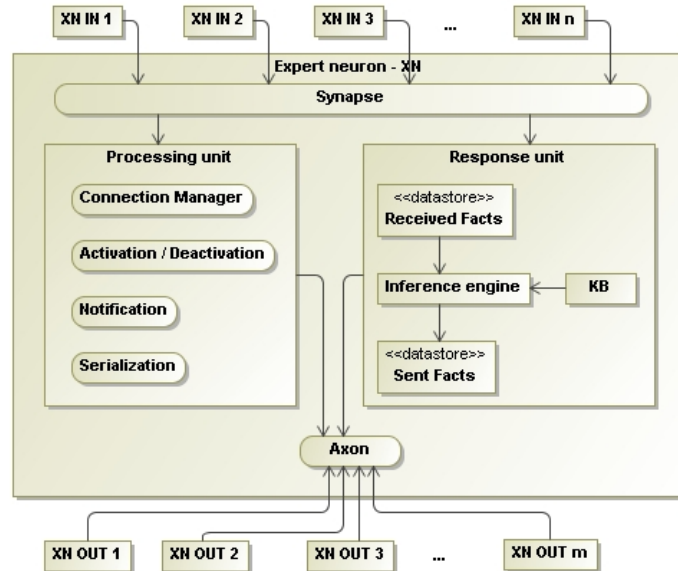 XN IN 1
XN IN 2
XN IN 3
...
XN IN n
Expert neuron - XN
Synapse
Processing unit
Connection Manager
Activation / Deactivation
Notification
Serialization
Response unit
<<datastore>>
Received Facts
Inference engine
KB
<<datastore>>
Sent Facts
Axon
XN OUT 1
XN OUT 2
XN OUT 3
...
XN OUT m